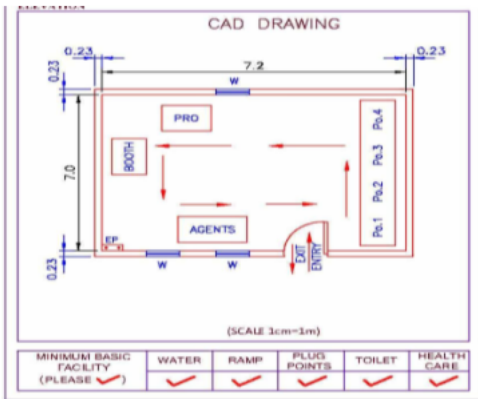 ELEVATION
CAD DRAWING
0.23
0.23
7.2
0.23
W
PRO
BOOTH
7.0
Po.1 Po.2 Po.3 Po.4
AGENTS
EP
EXIT
ENTRY
0.23
W
W
(SCALE 1cm=1m)
MINIMUM BASIC FACILITY (PLEASE ✓)
WATER
RAMP
PLUG POINTS
TOILET
HEALTH CARE
✓ ✓ ✓ ✓ ✓